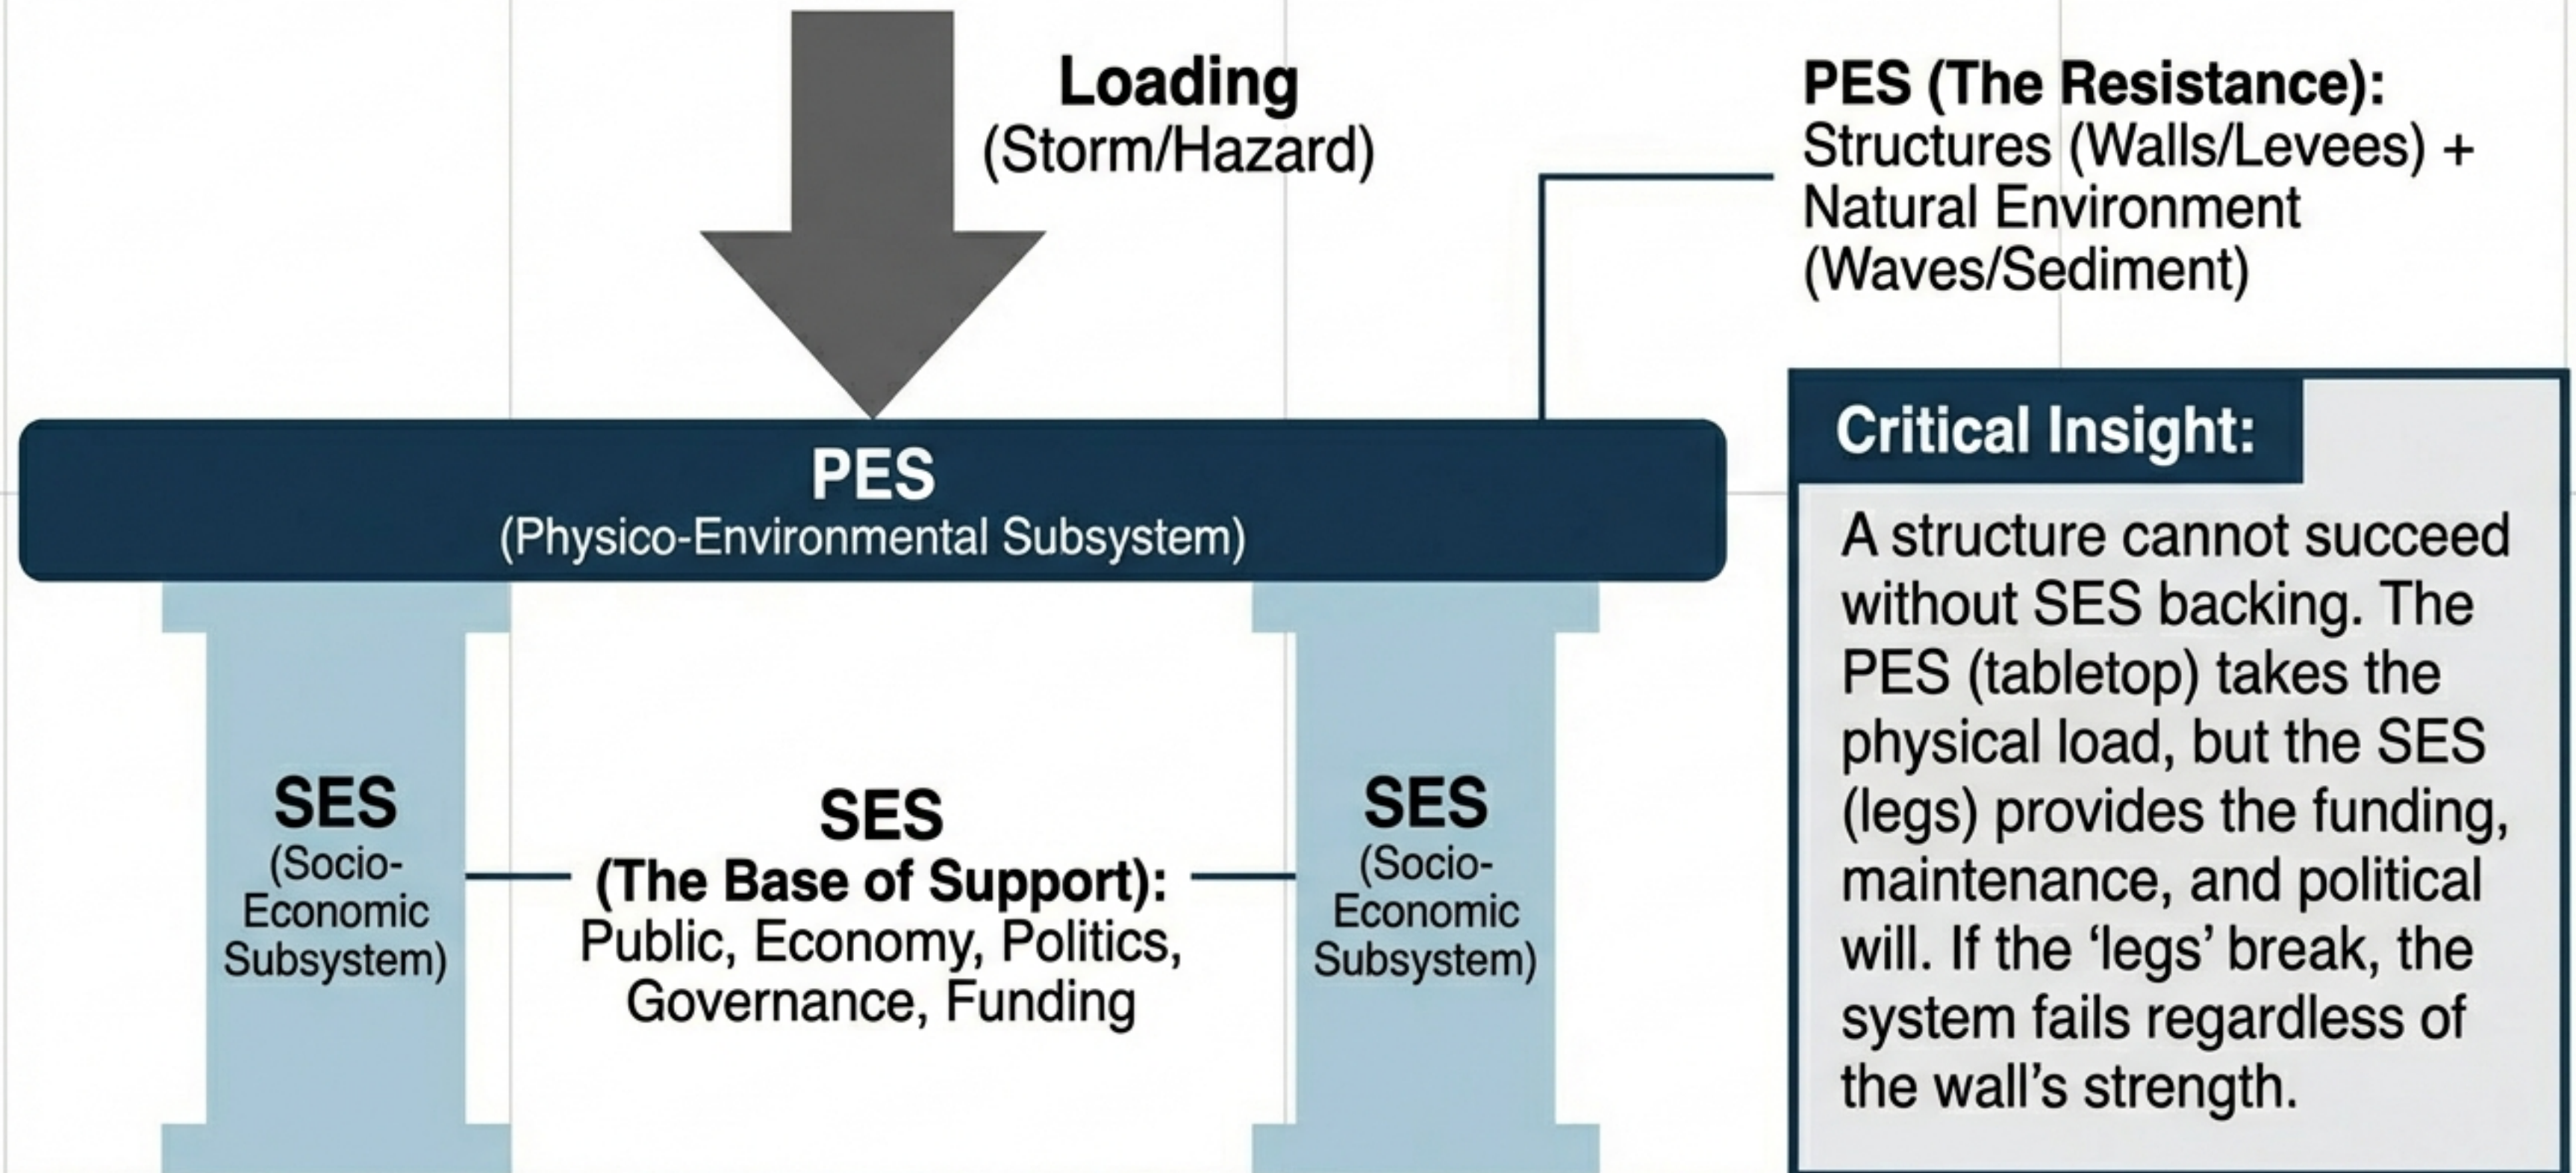 Loading
(Storm/Hazard)
PES (The Resistance):
Structures (Walls/Levees) +
Natural Environment
(Waves/Sediment)
PES
(Physico-Environmental Subsystem)
SES
(Socio-
Economic
Subsystem)
SES
(The Base of Support):
Public, Economy, Politics,
Governance, Funding
SES
(Socio-
Economic
Subsystem)
Critical Insight:
A structure cannot succeed
without SES backing. The
PES (tabletop) takes the
physical load, but the SES
(legs) provides the funding,
maintenance, and political
will. If the ‘legs’ break, the
system fails regardless of
the wall’s strength.